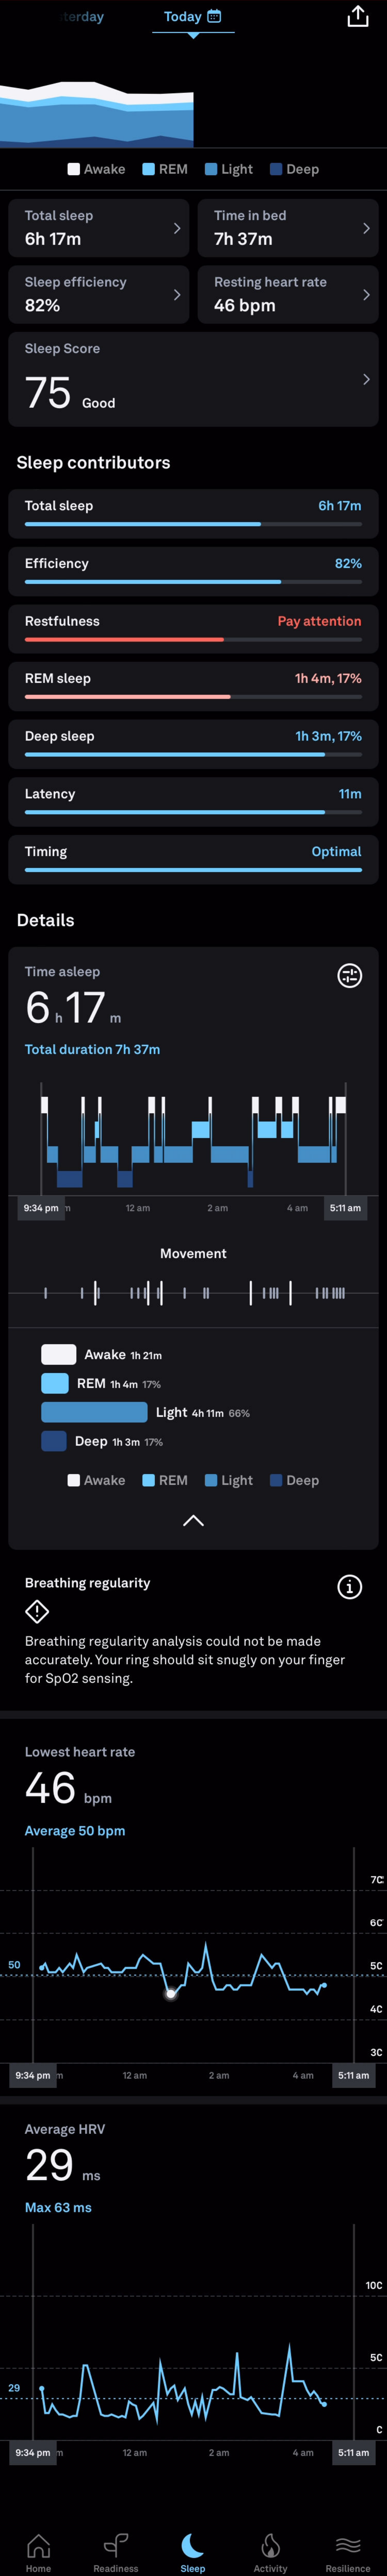 terday
Today
Awake REM Light Deep
Total sleep
6h 17m
Time in bed
7h 37m
Sleep efficiency
82%
Resting heart rate
46 bpm
Sleep Score
75 Good
Sleep contributors
Total sleep 6h 17m
Efficiency 82%
Restfulness Pay attention
REM sleep 1h 4m, 17%
Deep sleep 1h 3m, 17%
Latency 11m
Timing Optimal
Details
Time asleep
6 h 17 m
Total duration 7h 37m
9:34 pm 12 am 2 am 4 am 5:11 am
Movement
Awake 1h 21m
REM 1h 4m 17%
Light 4h 11m 66%
Deep 1h 3m 17%
Awake REM Light Deep
Breathing regularity
Breathing regularity analysis could not be made
accurately. Your ring should sit snugly on your finger
for SpO2 sensing.
Lowest heart rate
46 bpm
Average 50 bpm
50
9:34 pm 12 am 2 am 4 am 5:11 am
Average HRV
29 ms
Max 63 ms
29
9:34 pm 12 am 2 am 4 am 5:11 am
Home Readiness Sleep Activity Resilience